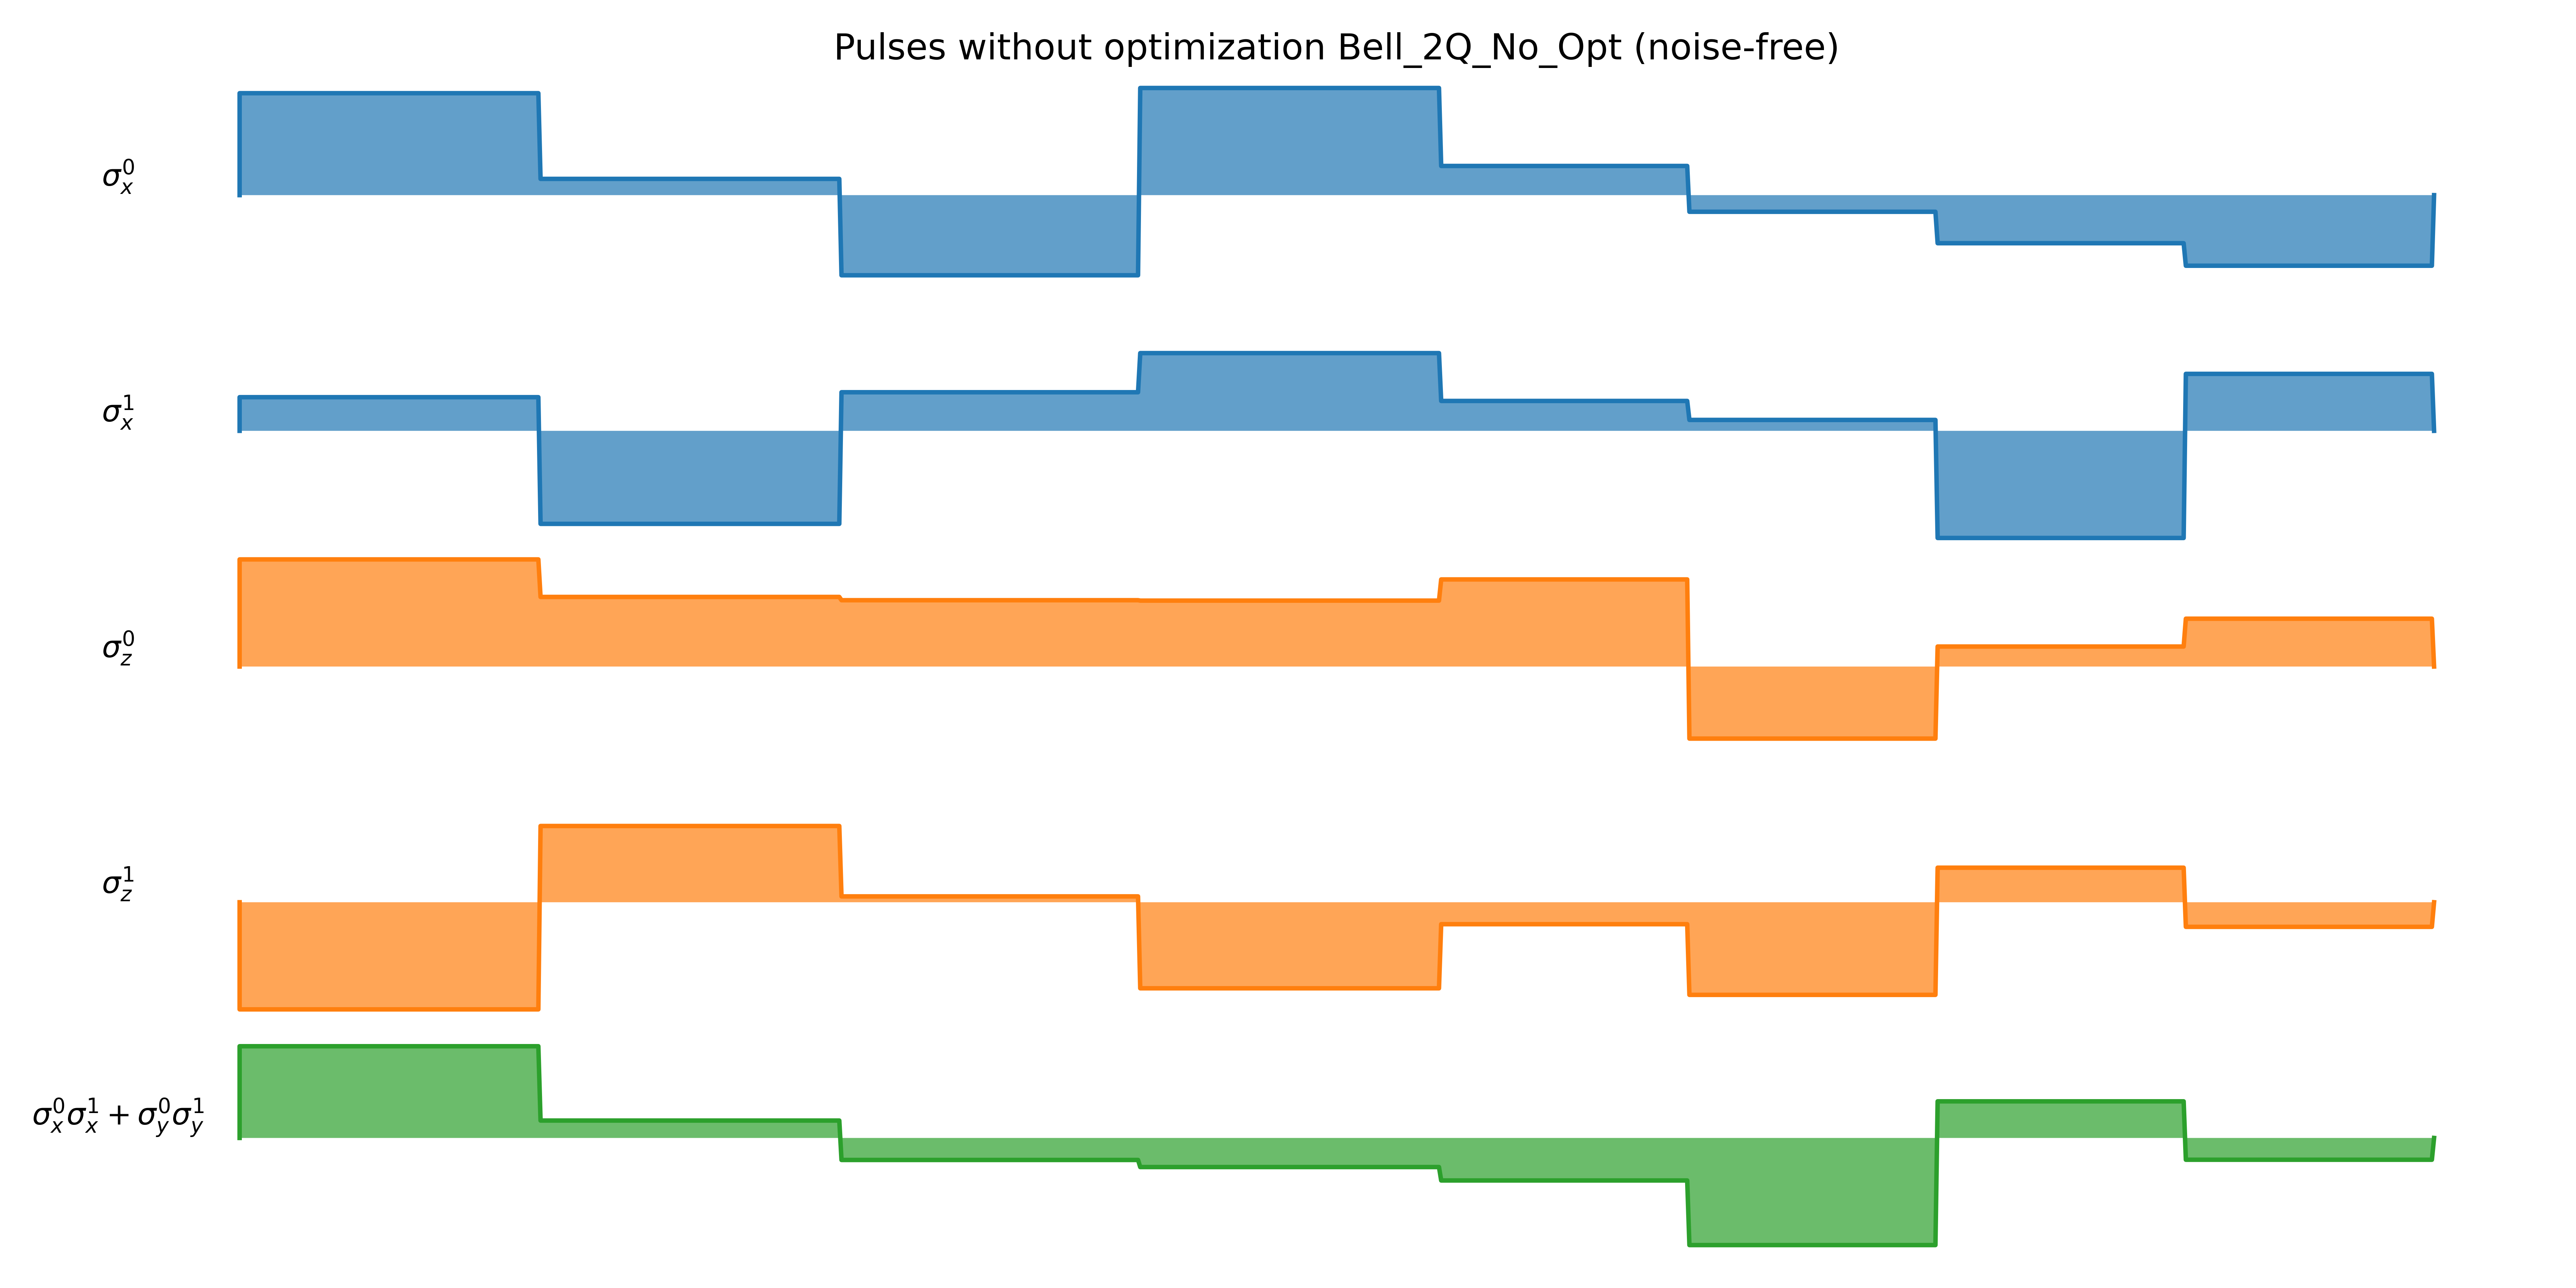 Pulses without optimization Bell_2Q_No_Opt (noise-free)
σ_x^0
σ_x^1
σ_z^0
σ_z^1
σ_x^0σ_x^1 + σ_y^0σ_y^1